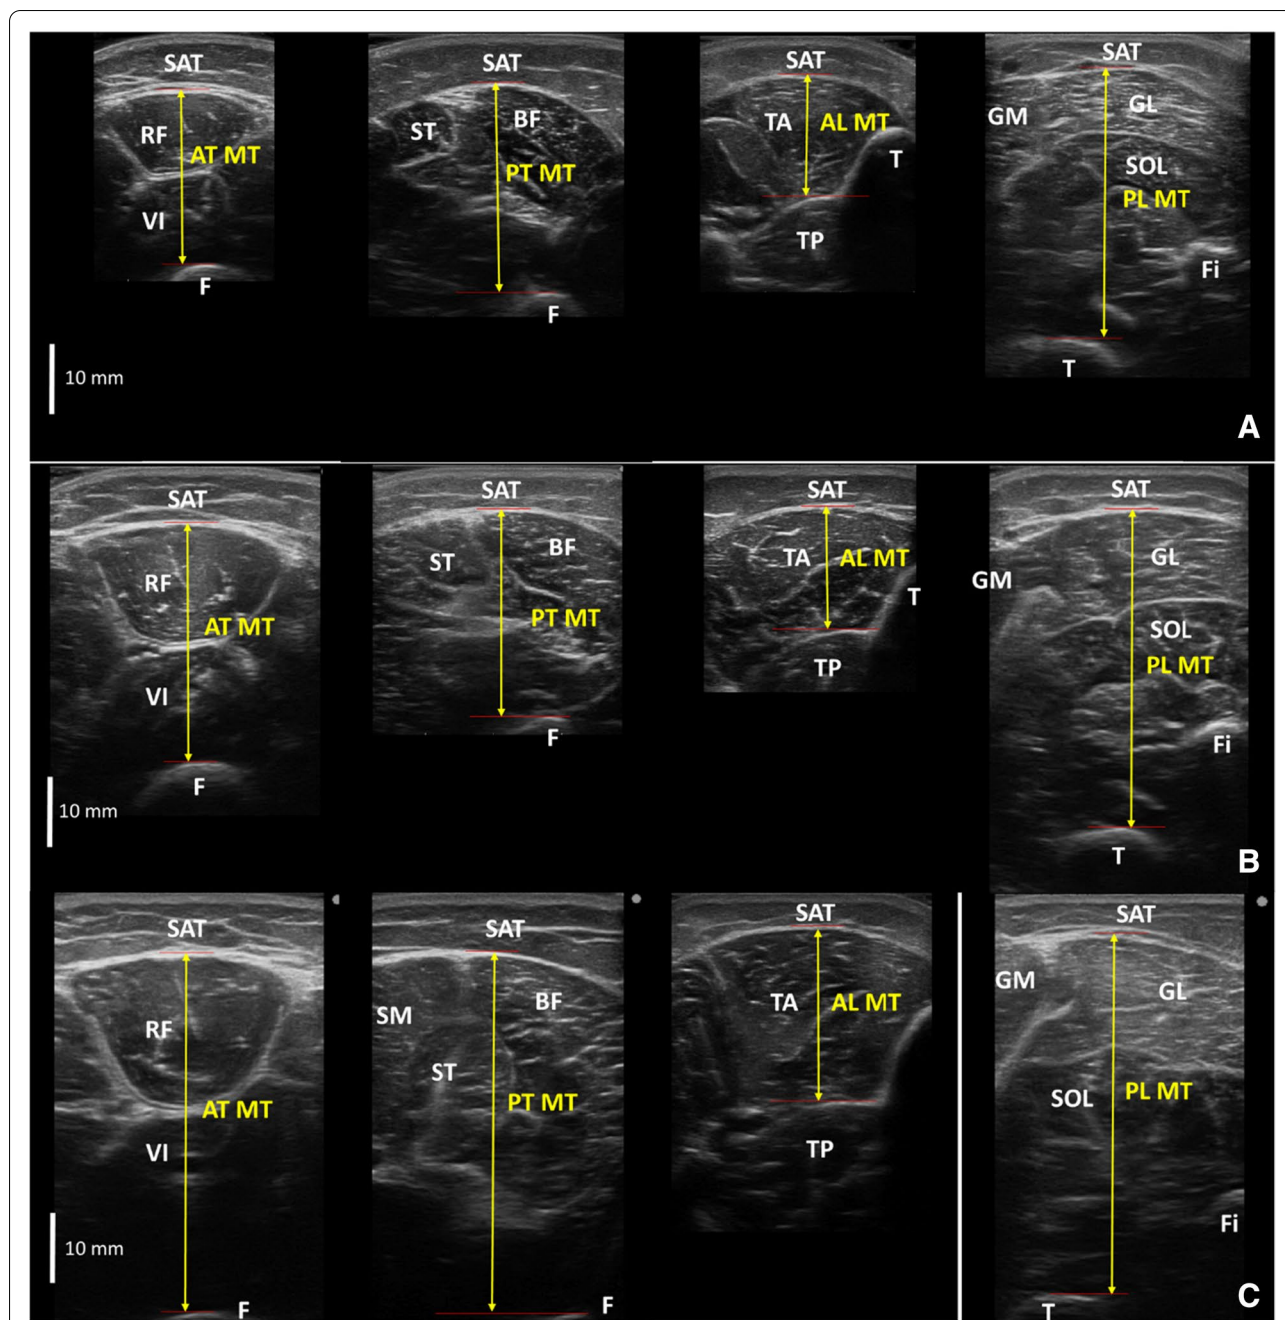 SAT
RF
AT MT
VI
F
SAT
ST
BF
PT MT
F
SAT
TA
AL MT
T
TP
SAT
GM
GL
SOL
PL MT
Fi
T
10 mm
A
SAT
RF
AT MT
VI
F
SAT
ST
BF
PT MT
F
SAT
TA
AL MT
T
TP
SAT
GM
GL
SOL
PL MT
Fi
T
10 mm
B
SAT
RF
AT MT
VI
F
SAT
SM
BF
ST
PT MT
F
SAT
TA
AL MT
TP
SAT
GM
GL
SOL
PL MT
Fi
T
10 mm
C